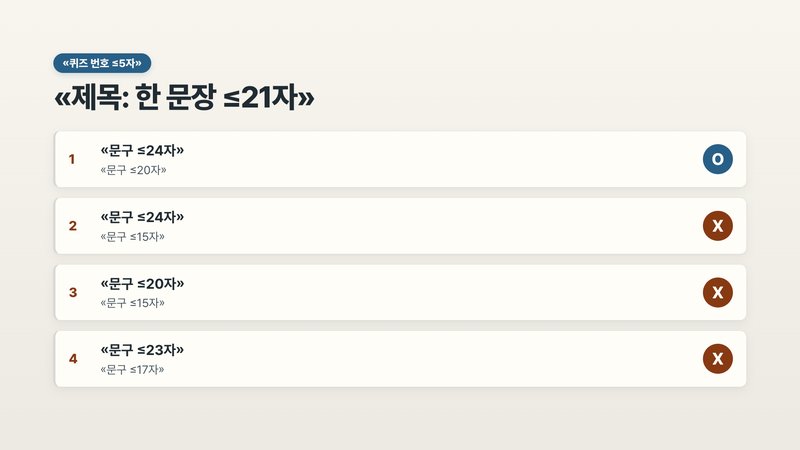 «퀴즈 번호 ≤5자»
«제목: 한 문장 ≤21자»
1
«문구 ≤24자»
«문구 ≤20자»
O
2
«문구 ≤24자»
«문구 ≤15자»
X
3
«문구 ≤20자»
«문구 ≤15자»
X
4
«문구 ≤23자»
«문구 ≤17자»
X